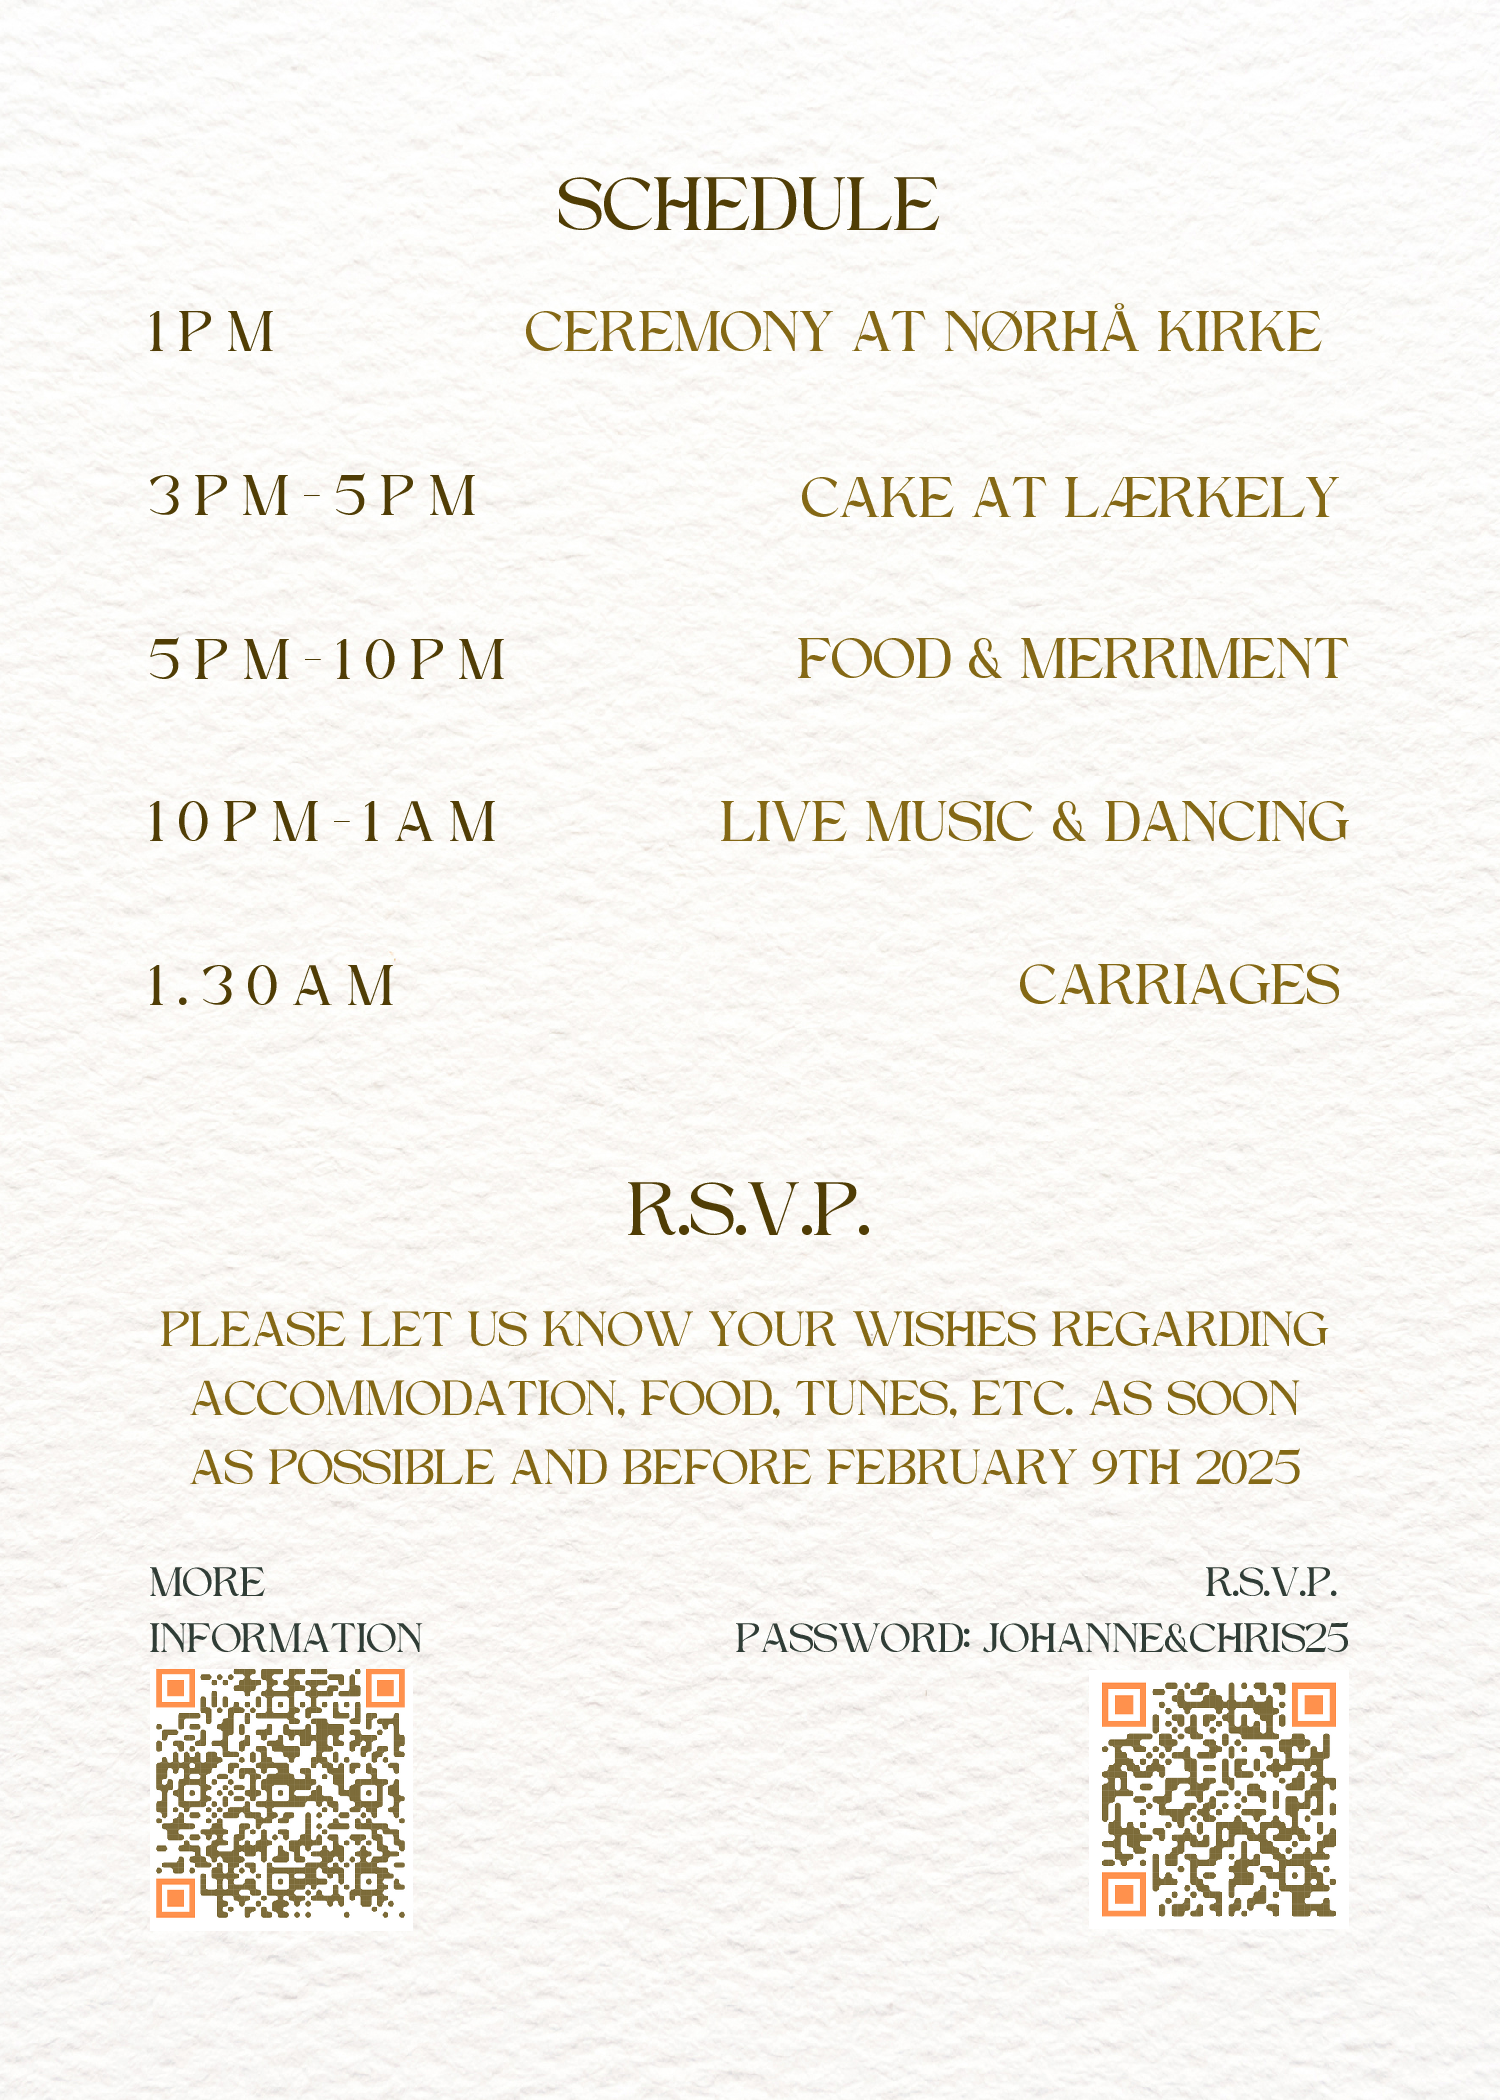 SCHEDULE
1PM CEREMONY AT NØRHÅ KIRKE
3PM-5PM CAKE AT LÆRKELY
5PM-10PM FOOD & MERRIMENT
10PM-1AM LIVE MUSIC & DANCING
1.30AM CARRIAGES
R.S.V.P.
PLEASE LET US KNOW YOUR WISHES REGARDING
ACCOMMODATION, FOOD, TUNES, ETC. AS SOON
AS POSSIBLE AND BEFORE FEBRUARY 9TH 2025
MORE
INFORMATION
R.S.V.P.
PASSWORD: JOHANNE&CHRIS25